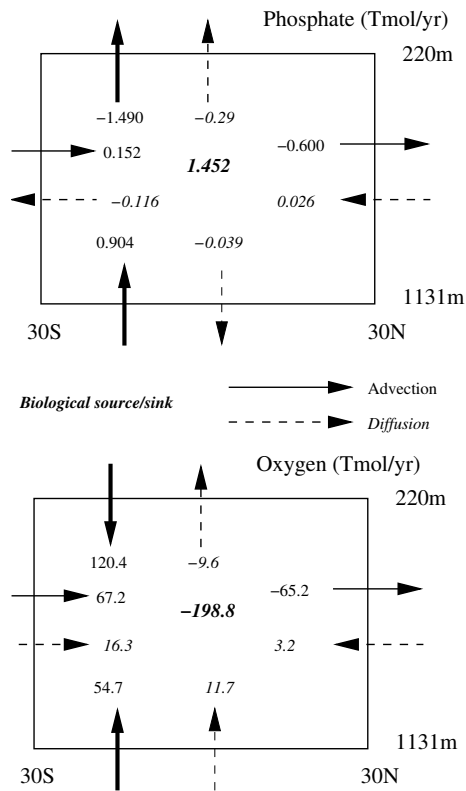 Phosphate (Tmol/yr)
220m
−1.490 −0.29
0.152 −0.600
1.452
−0.116 0.026
0.904 −0.039
1131m
30S 30N
Biological source/sink
Advection
Diffusion
Oxygen (Tmol/yr)
220m
120.4 −9.6
67.2 −65.2
−198.8
16.3 3.2
54.7 11.7
1131m
30S 30N